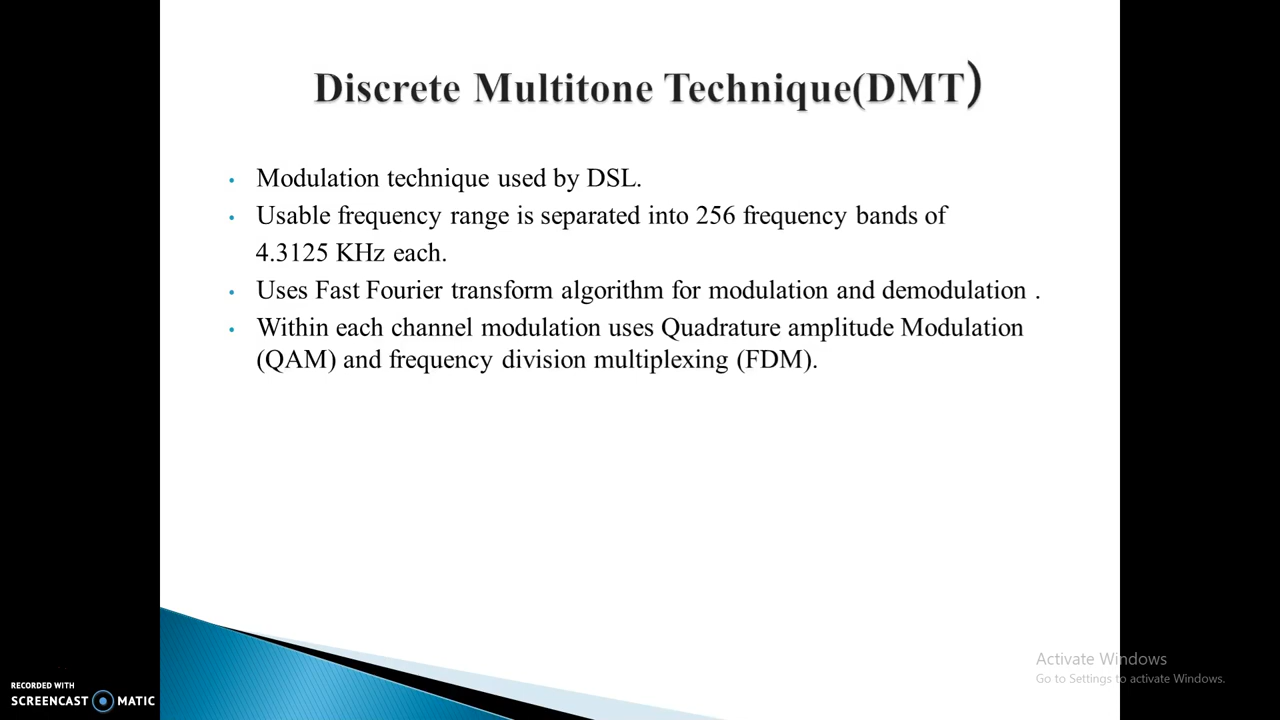 Discrete Multitone Technique(DMT)
• Modulation technique used by DSL.
• Usable frequency range is separated into 256 frequency bands of
4.3125 KHz each.
• Uses Fast Fourier transform algorithm for modulation and demodulation .
• Within each channel modulation uses Quadrature amplitude Modulation
(QAM) and frequency division multiplexing (FDM).
Activate Windows
Go to Settings to activate Windows.
RECORDED WITH
SCREENCAST MATIC